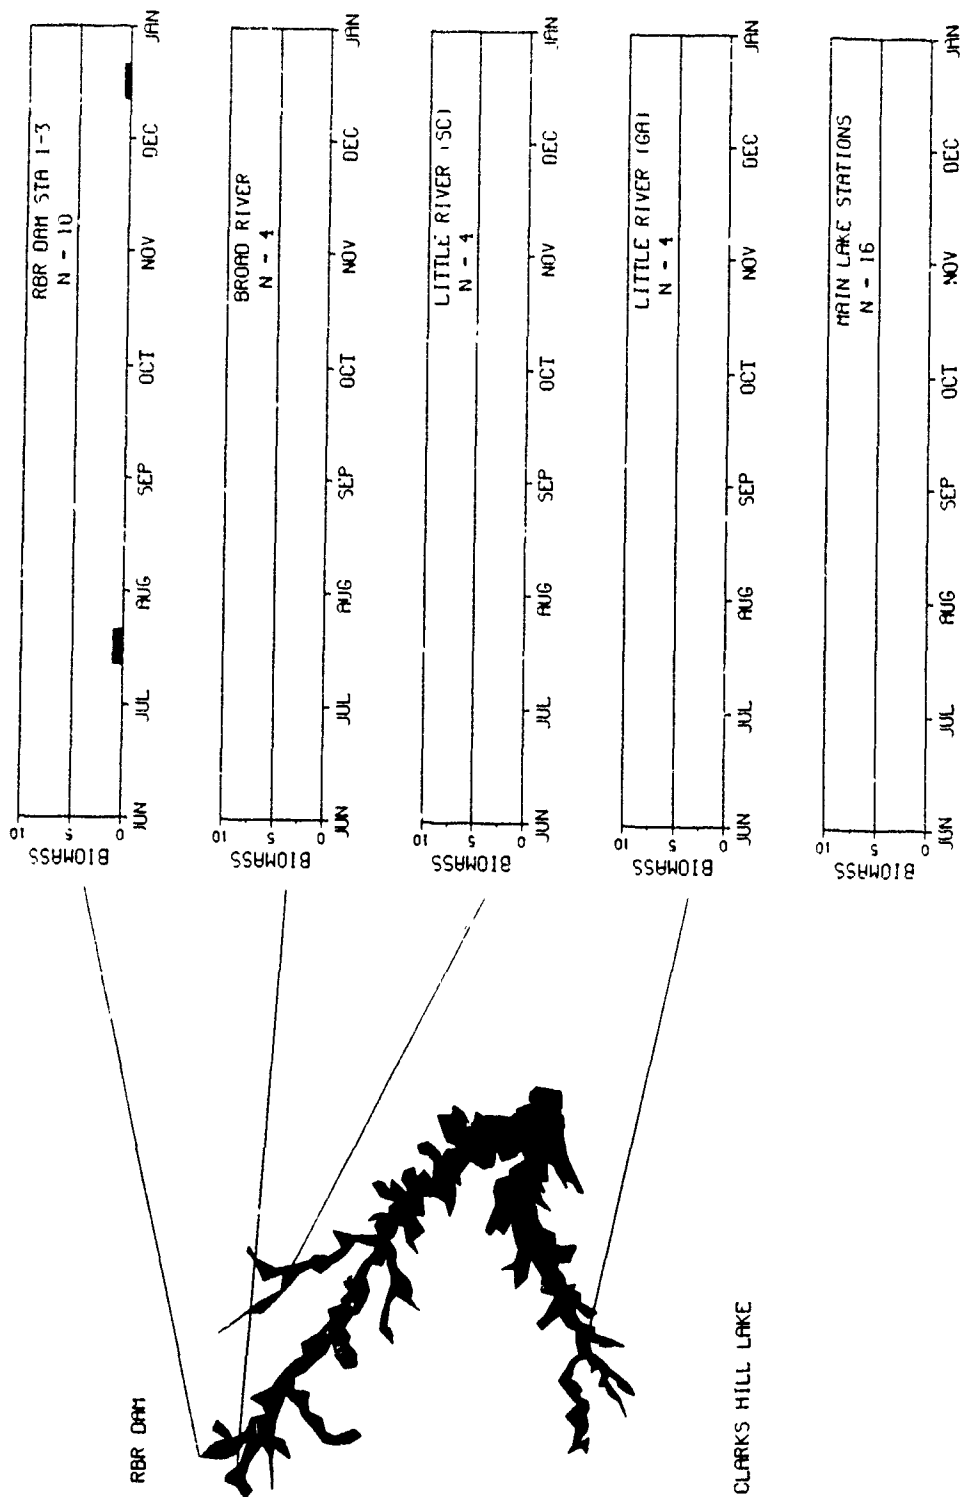 RBR DAM STA 1-3
N - 10
BIOMASS
10
5
0
JUN JUL AUG SEP OCT NOV DEC JAN
BROAD RIVER
N - 4
BIOMASS
10
5
0
JUN JUL AUG SEP OCT NOV DEC JAN
LITTLE RIVER (SC)
N - 4
BIOMASS
10
5
0
JUN JUL AUG SEP OCT NOV DEC JAN
LITTLE RIVER (GA)
N - 4
BIOMASS
10
5
0
JUN JUL AUG SEP OCT NOV DEC JAN
MAIN LAKE STATIONS
N - 16
BIOMASS
10
5
0
JUN JUL AUG SEP OCT NOV DEC JAN
RBR DAM
CLARKS HILL LAKE